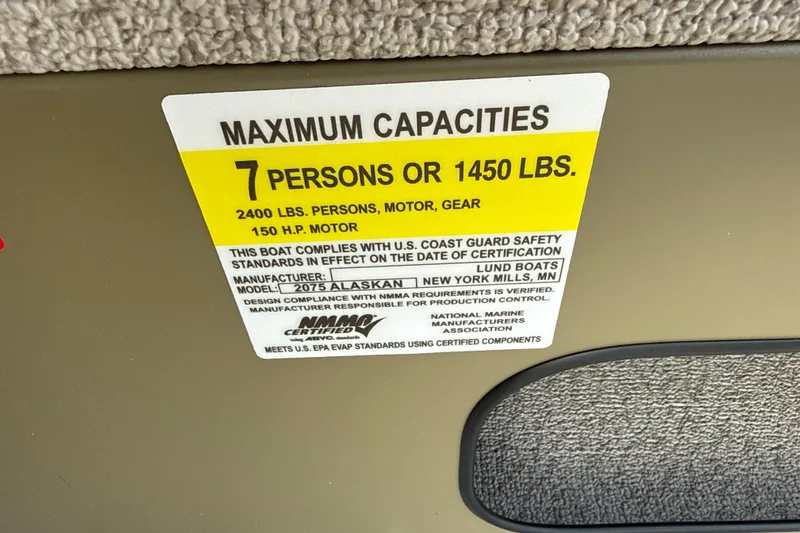 MAXIMUM CAPACITIES
7 PERSONS OR 1450 LBS.
2400 LBS. PERSONS, MOTOR, GEAR
150 H.P. MOTOR
THIS BOAT COMPLIES WITH U.S. COAST GUARD SAFETY
STANDARDS IN EFFECT ON THE DATE OF CERTIFICATION
MANUFACTURER: LUND BOATS
MODEL: 2075 ALASKAN NEW YORK MILLS, MN
DESIGN COMPLIANCE WITH NMMA REQUIREMENTS IS VERIFIED.
MANUFACTURER RESPONSIBLE FOR PRODUCTION CONTROL.
NMMA
CERTIFIED
using ABYC standards
NATIONAL MARINE
MANUFACTURERS
ASSOCIATION
MEETS U.S. EPA EVAP STANDARDS USING CERTIFIED COMPONENTS